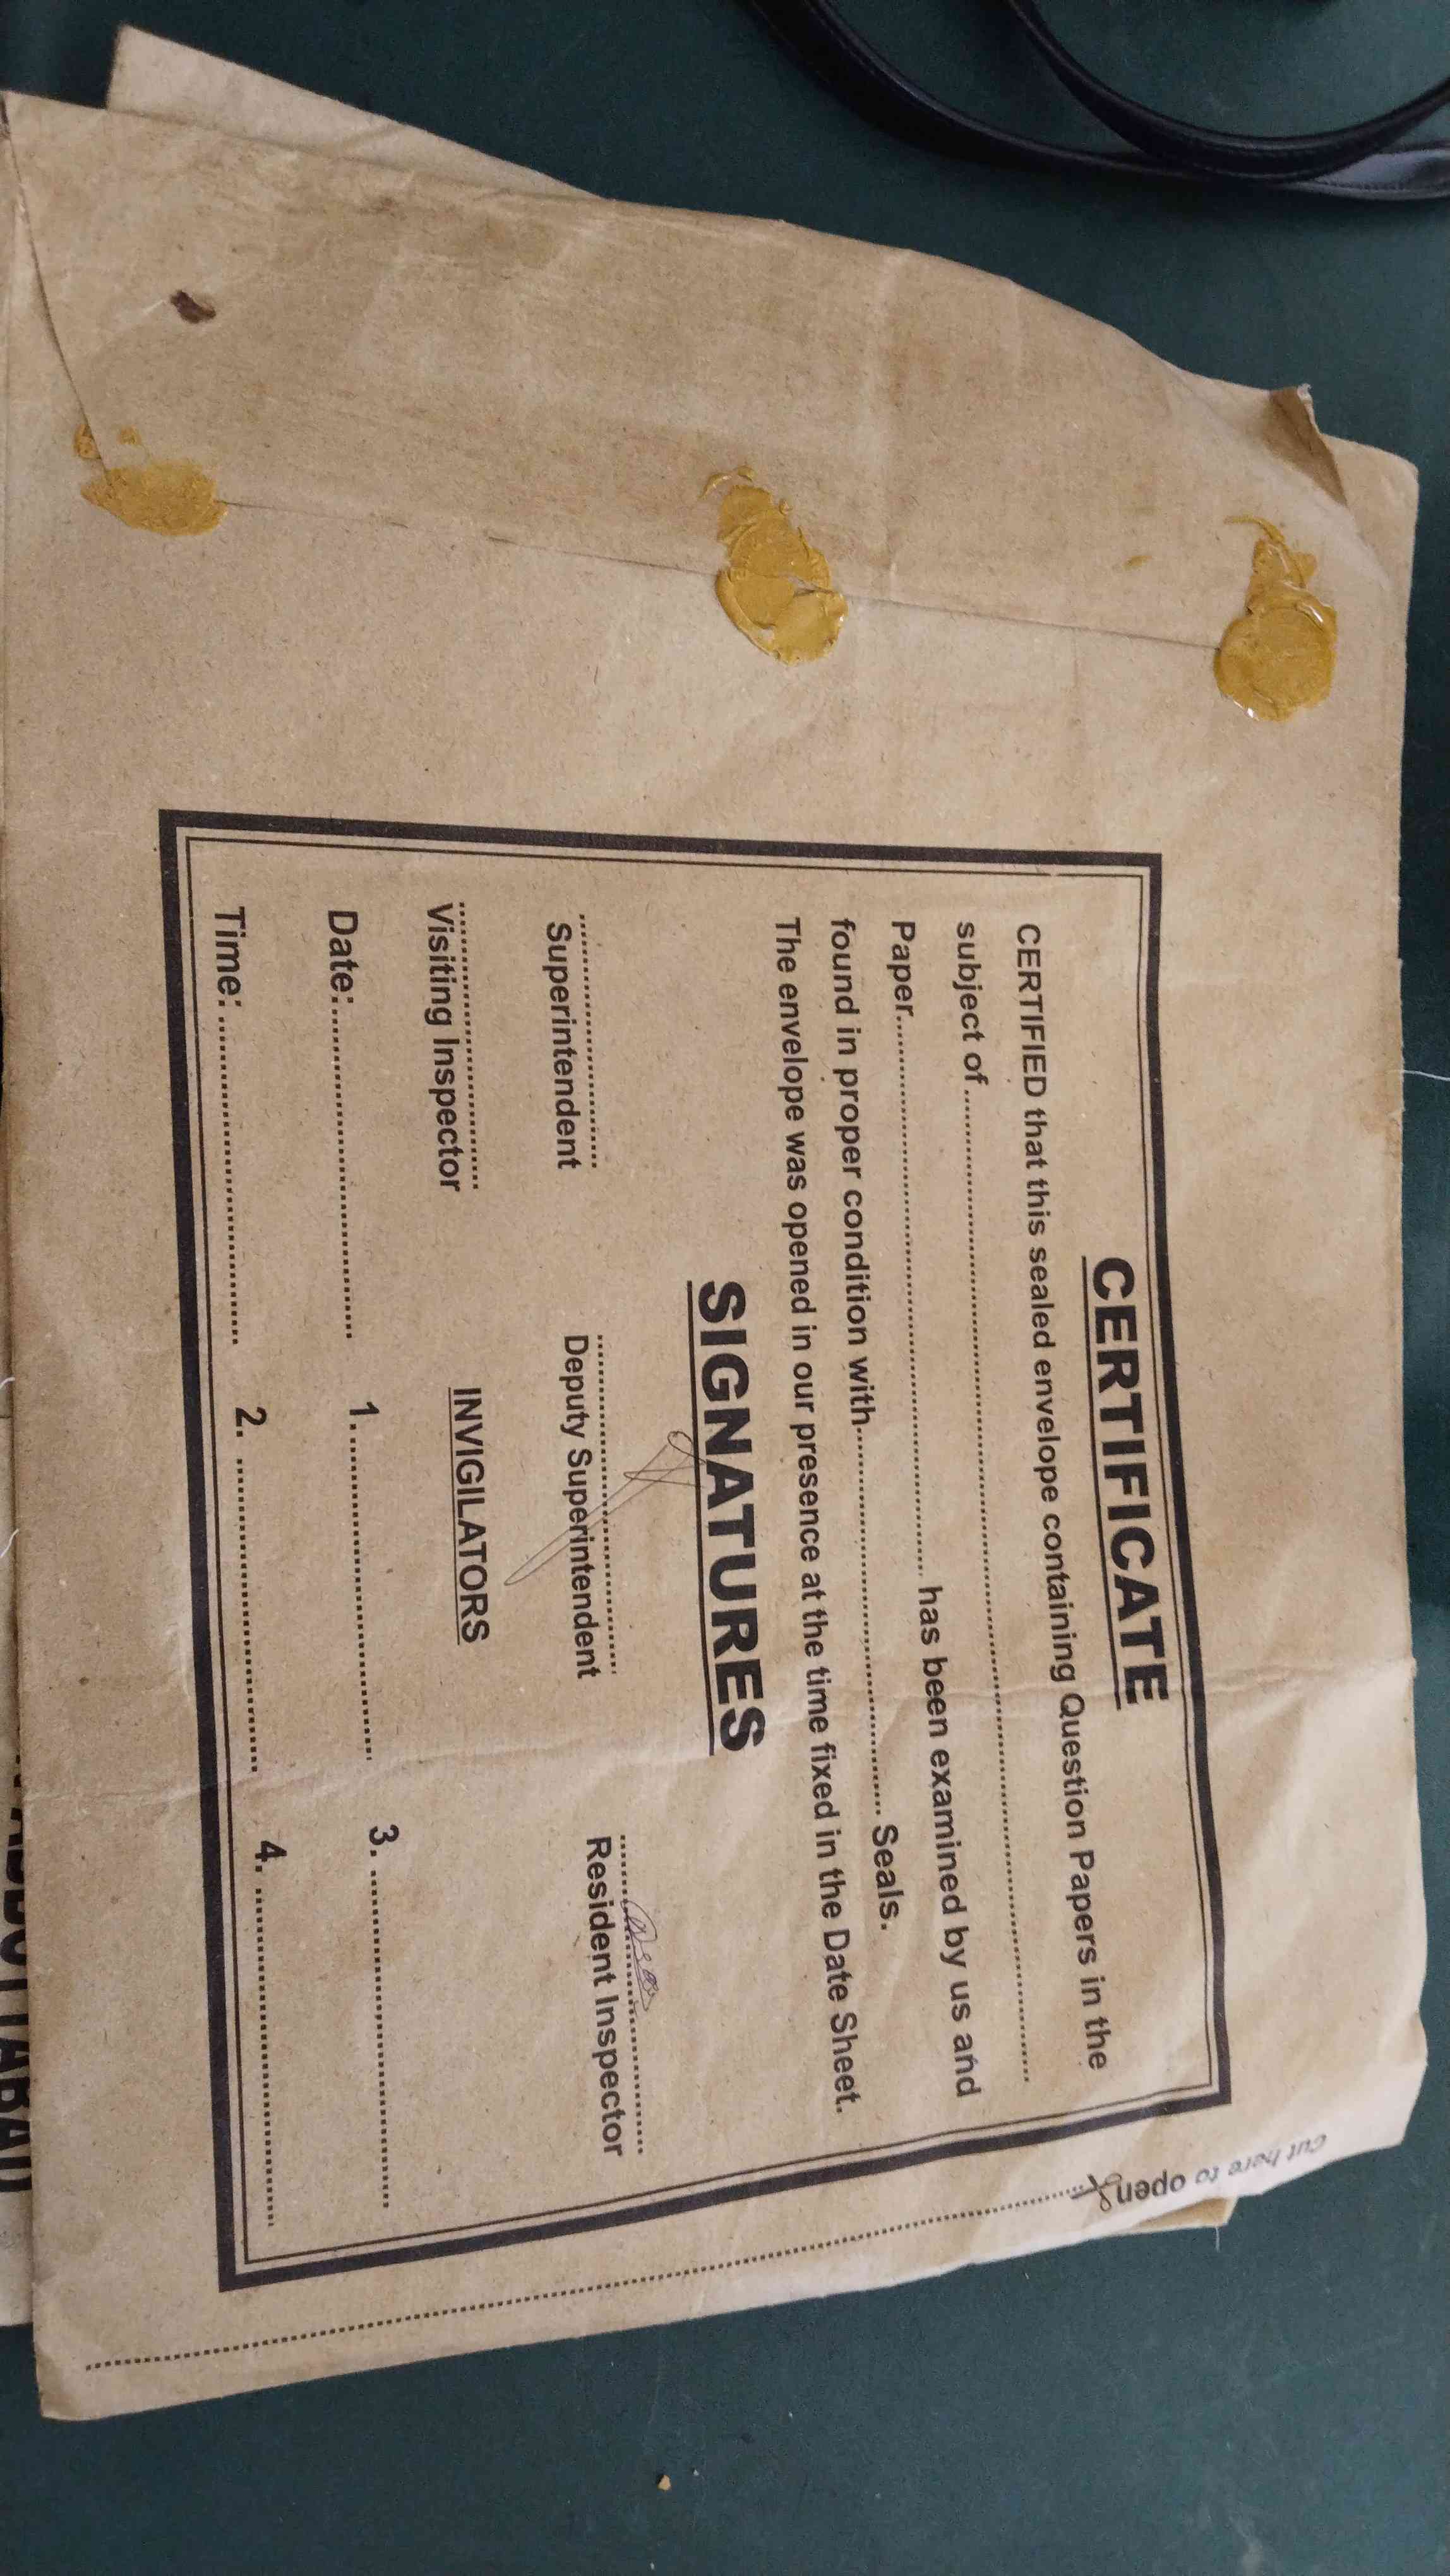 CERTIFICATE
CERTIFIED that this sealed envelope containing Question Papers in the
subject of..............................................................
Paper.................................................. has been examined by us and
found in proper condition with.................................... Seals.
The envelope was opened in our presence at the time fixed in the Date Sheet.
SIGNATURES
Superintendent Deputy Superintendent Resident Inspector
Visiting Inspector INVIGILATORS
Date:.............................. 1............................... 3. ...............................
Time: .............................. 2. .............................. 4. ..............................
cut here to open
ABBOTTABAD